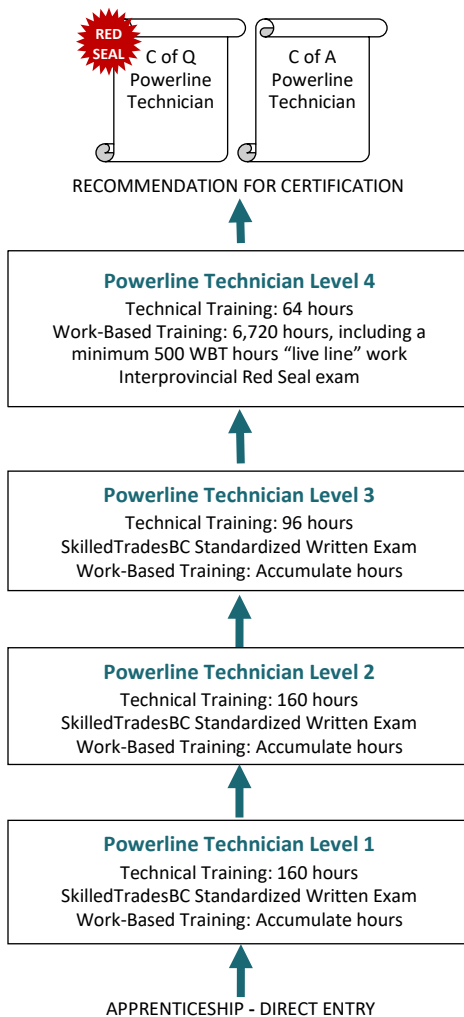 RED
SEAL
C of Q
Powerline
Technician
C of A
Powerline
Technician
RECOMMENDATION FOR CERTIFICATION
Powerline Technician Level 4
Technical Training: 64 hours
Work-Based Training: 6,720 hours, including a
minimum 500 WBT hours “live line” work
Interprovincial Red Seal exam
Powerline Technician Level 3
Technical Training: 96 hours
SkilledTradesBC Standardized Written Exam
Work-Based Training: Accumulate hours
Powerline Technician Level 2
Technical Training: 160 hours
SkilledTradesBC Standardized Written Exam
Work-Based Training: Accumulate hours
Powerline Technician Level 1
Technical Training: 160 hours
SkilledTradesBC Standardized Written Exam
Work-Based Training: Accumulate hours
APPRENTICESHIP - DIRECT ENTRY